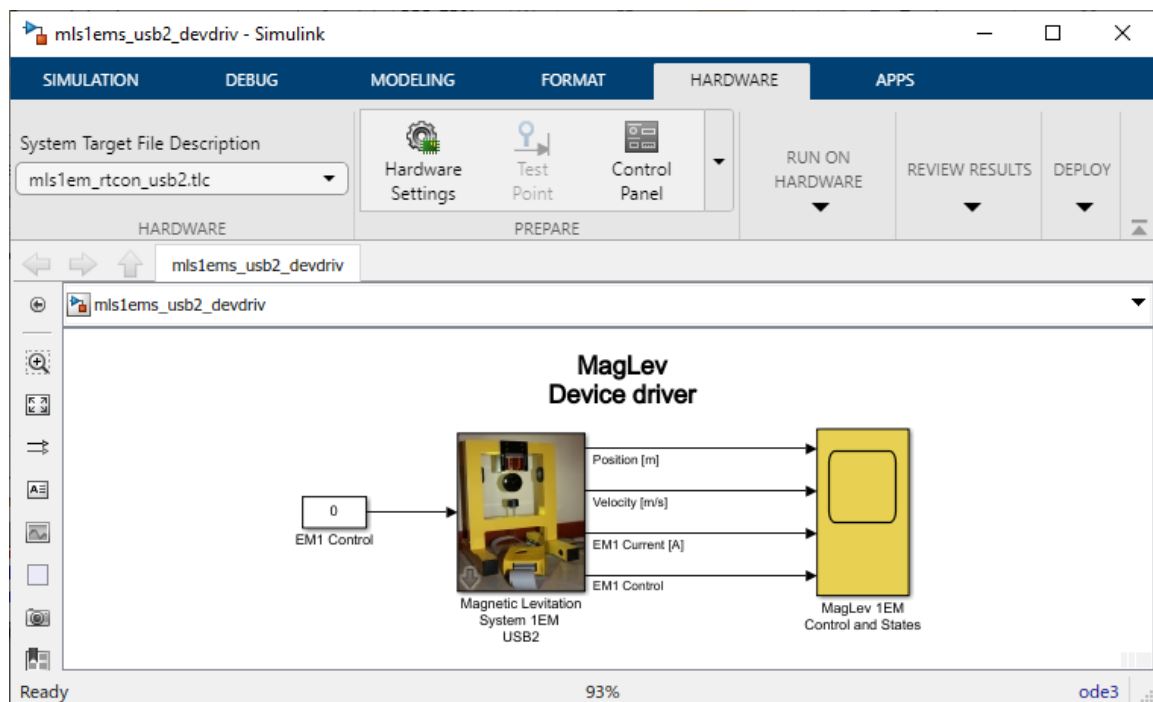 mls1ems_usb2_devdriv - Simulink
SIMULATION
DEBUG
MODELING
FORMAT
HARDWARE
APPS
System Target File Description
mls1em_rtcon_usb2.tlc
HARDWARE
Hardware
Settings
Test
Point
Control
Panel
PREPARE
RUN ON
HARDWARE
REVIEW RESULTS
DEPLOY
mls1ems_usb2_devdriv
mls1ems_usb2_devdriv
MagLev
Device driver
0
EM1 Control
Position [m]
Velocity [m/s]
EM1 Current [A]
EM1 Control
Magnetic Levitation
System 1EM
USB2
MagLev 1EM
Control and States
Ready
93%
ode3